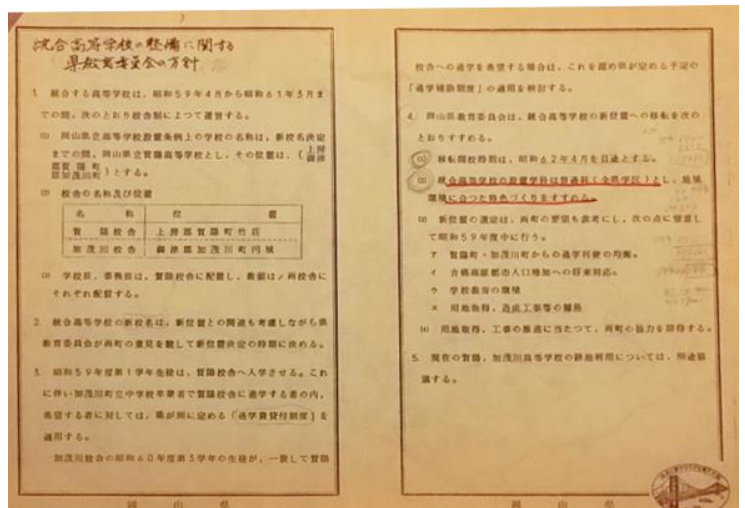 統合高等学校の整備に関する
県教育委員会の方針
1. 統合する高等学校は、昭和59年4月から昭和61年3月ま
での間、次のとおり校舎制によつて運営する。
(1) 岡山県立高等学校設置条例上の学校の名称は、新校名決定
までの間、岡山県立賀陽高等学校とし、その位置は、{上房郡賀陽町 御津郡加茂川町}とする。
(2) 校舎の名称及び位置
名 称 位 置
賀陽校舎 上房郡賀陽町竹荘
加茂川校舎 御津郡加茂川町円城
(3) 学校長、事務長は、賀陽校舎に配置し、教頭は、両校舎に
それぞれ配置する。
2. 統合高等学校の新校名は、新位置との関連も考慮しながら県
教育委員会が両町の意見を聴して新位置決定の時期に決める。
3. 昭和59年度第1学年生徒は、賀陽校舎へ入学させる。これ
に伴い加茂川町立中学校卒業者で賀陽校舎に通学する者の内、
希望する者に対しては、県が別に定める「通学費貸付制度」を
適用する。
加茂川校舎の昭和60年度第3学年の生徒が、一致して賀陽
岡 山 県
校舎への通学を希望する場合は、これを認め県が定める予定の
「通学補助制度」の適用を検討する。
4. 岡山県教育委員会は、統合高等学校の新位置への移転を次の
とおりすすめる。
(1) 移転開校時期は、昭和62年4月を目途とする。
(2) 統合高等学校の設置学科は普通科(全県学区)とし、地域
環境に合つた特色づくりをすすめる。
(3) 新位置の選定は、両町の要望も参考にし、次の点に留意し
て昭和59年度中に行う。
ア 賀陽町・加茂川町からの通学利便の均衡。
イ 吉備高原都市人口増加への将来対応。
ウ 学校教育の環境
エ 用地取得、造成工事等の難易
(4) 用地取得、工事の推進に当たつて、両町の協力を期待する。
5. 現在の賀陽、加茂川高等学校の跡地利用については、別途協
議する。
岡 山 県